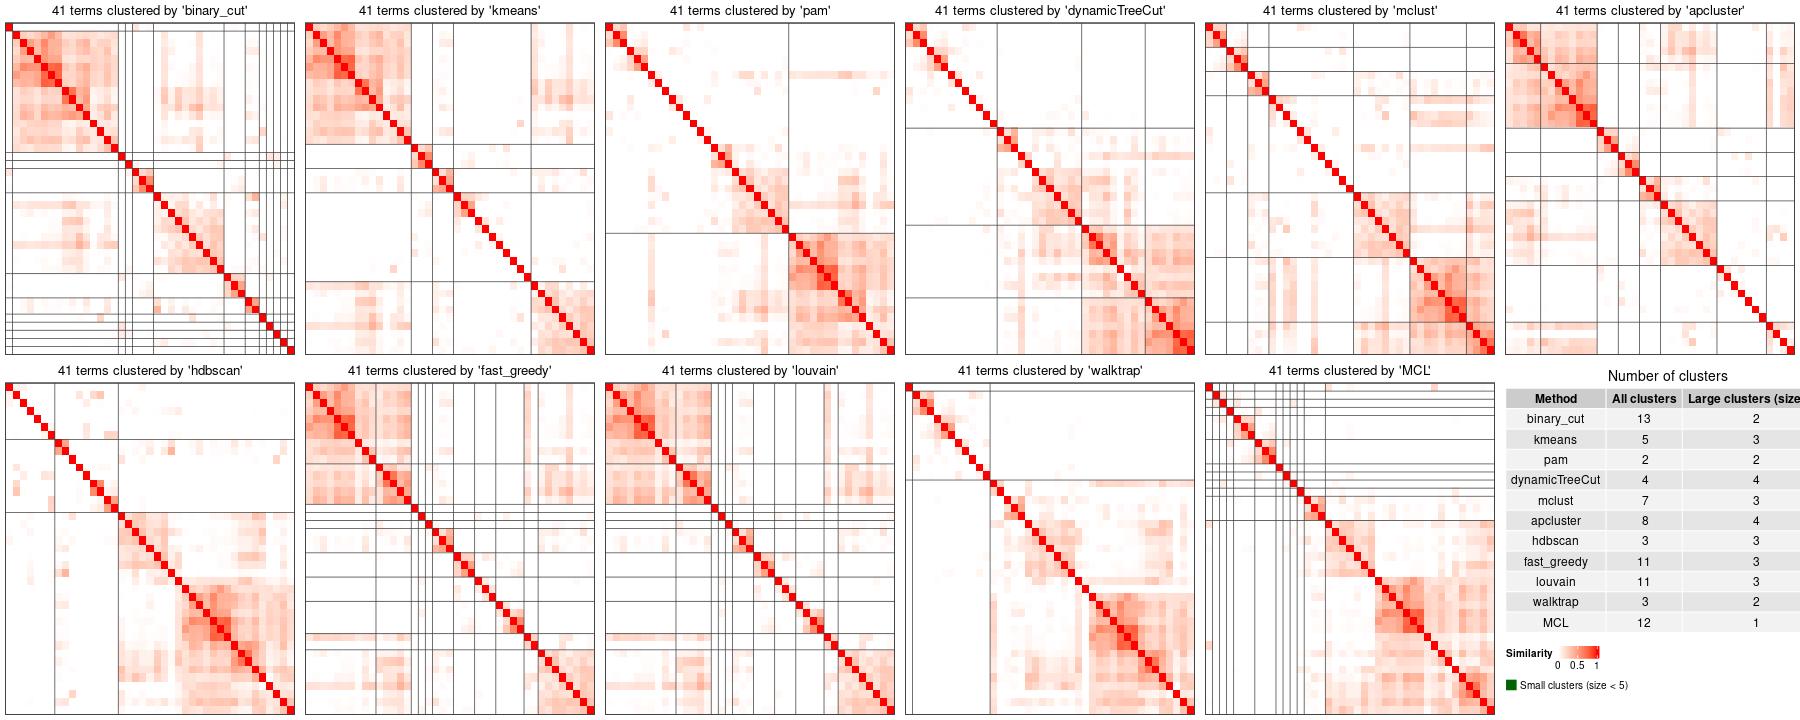 41 terms clustered by 'binary_cut'
41 terms clustered by 'kmeans'
41 terms clustered by 'pam'
41 terms clustered by 'dynamicTreeCut'
41 terms clustered by 'mclust'
41 terms clustered by 'apcluster'
41 terms clustered by 'hdbscan'
41 terms clustered by 'fast_greedy'
41 terms clustered by 'louvain'
41 terms clustered by 'walktrap'
41 terms clustered by 'MCL'
Number of clusters
Method All clusters Large clusters (size
binary_cut 13 2
kmeans 5 3
pam 2 2
dynamicTreeCut 4 4
mclust 7 3
apcluster 8 4
hdbscan 3 3
fast_greedy 11 3
louvain 11 3
walktrap 3 2
MCL 12 1
Similarity
0 0.5 1
Small clusters (size < 5)